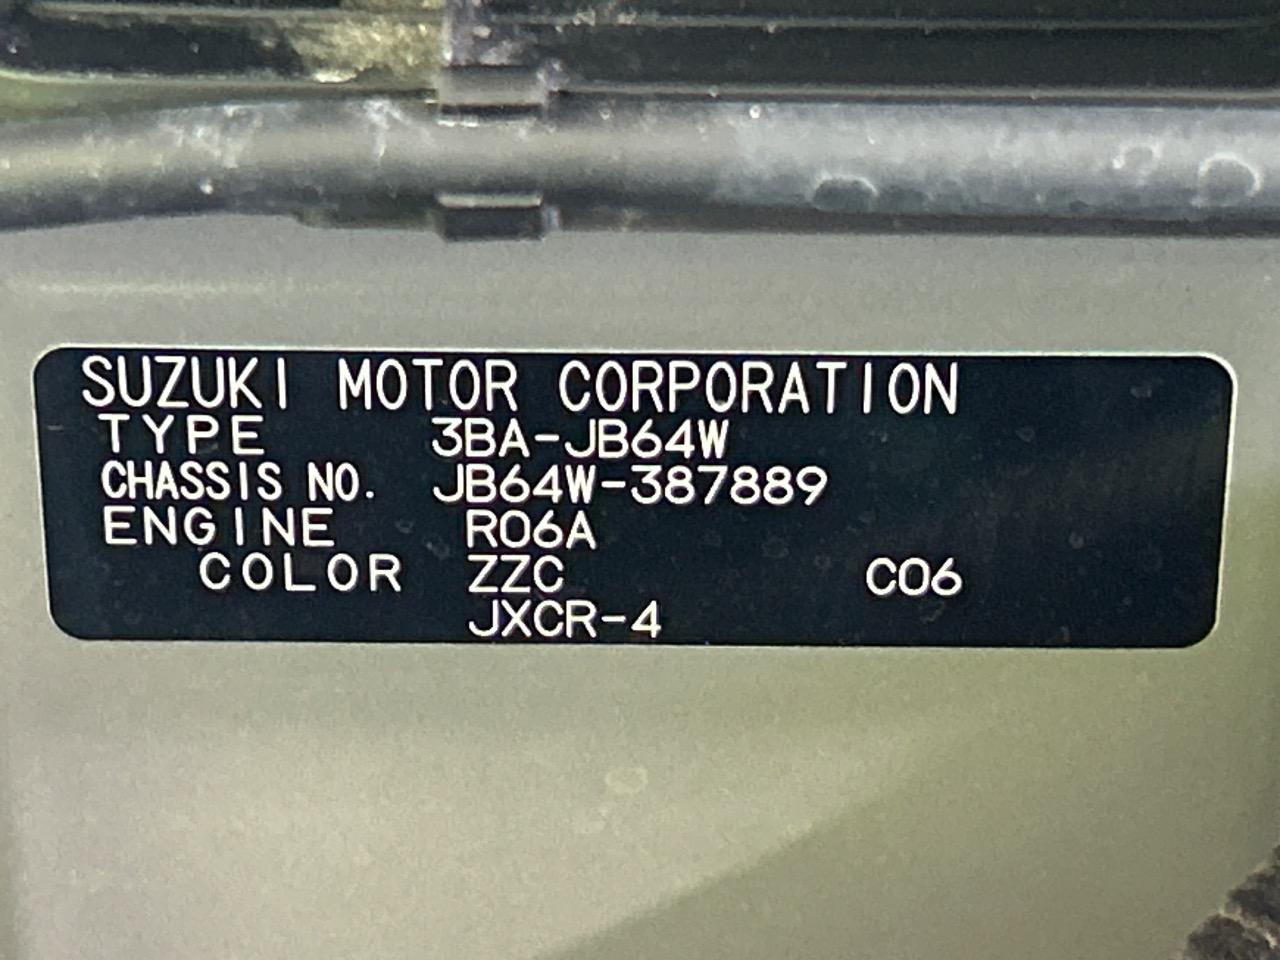 SUZUKI MOTOR CORPORATION
TYPE 3BA-JB64W
CHASSIS NO. JB64W-387889
ENGINE R06A
COLOR ZZC C06
JXCR-4